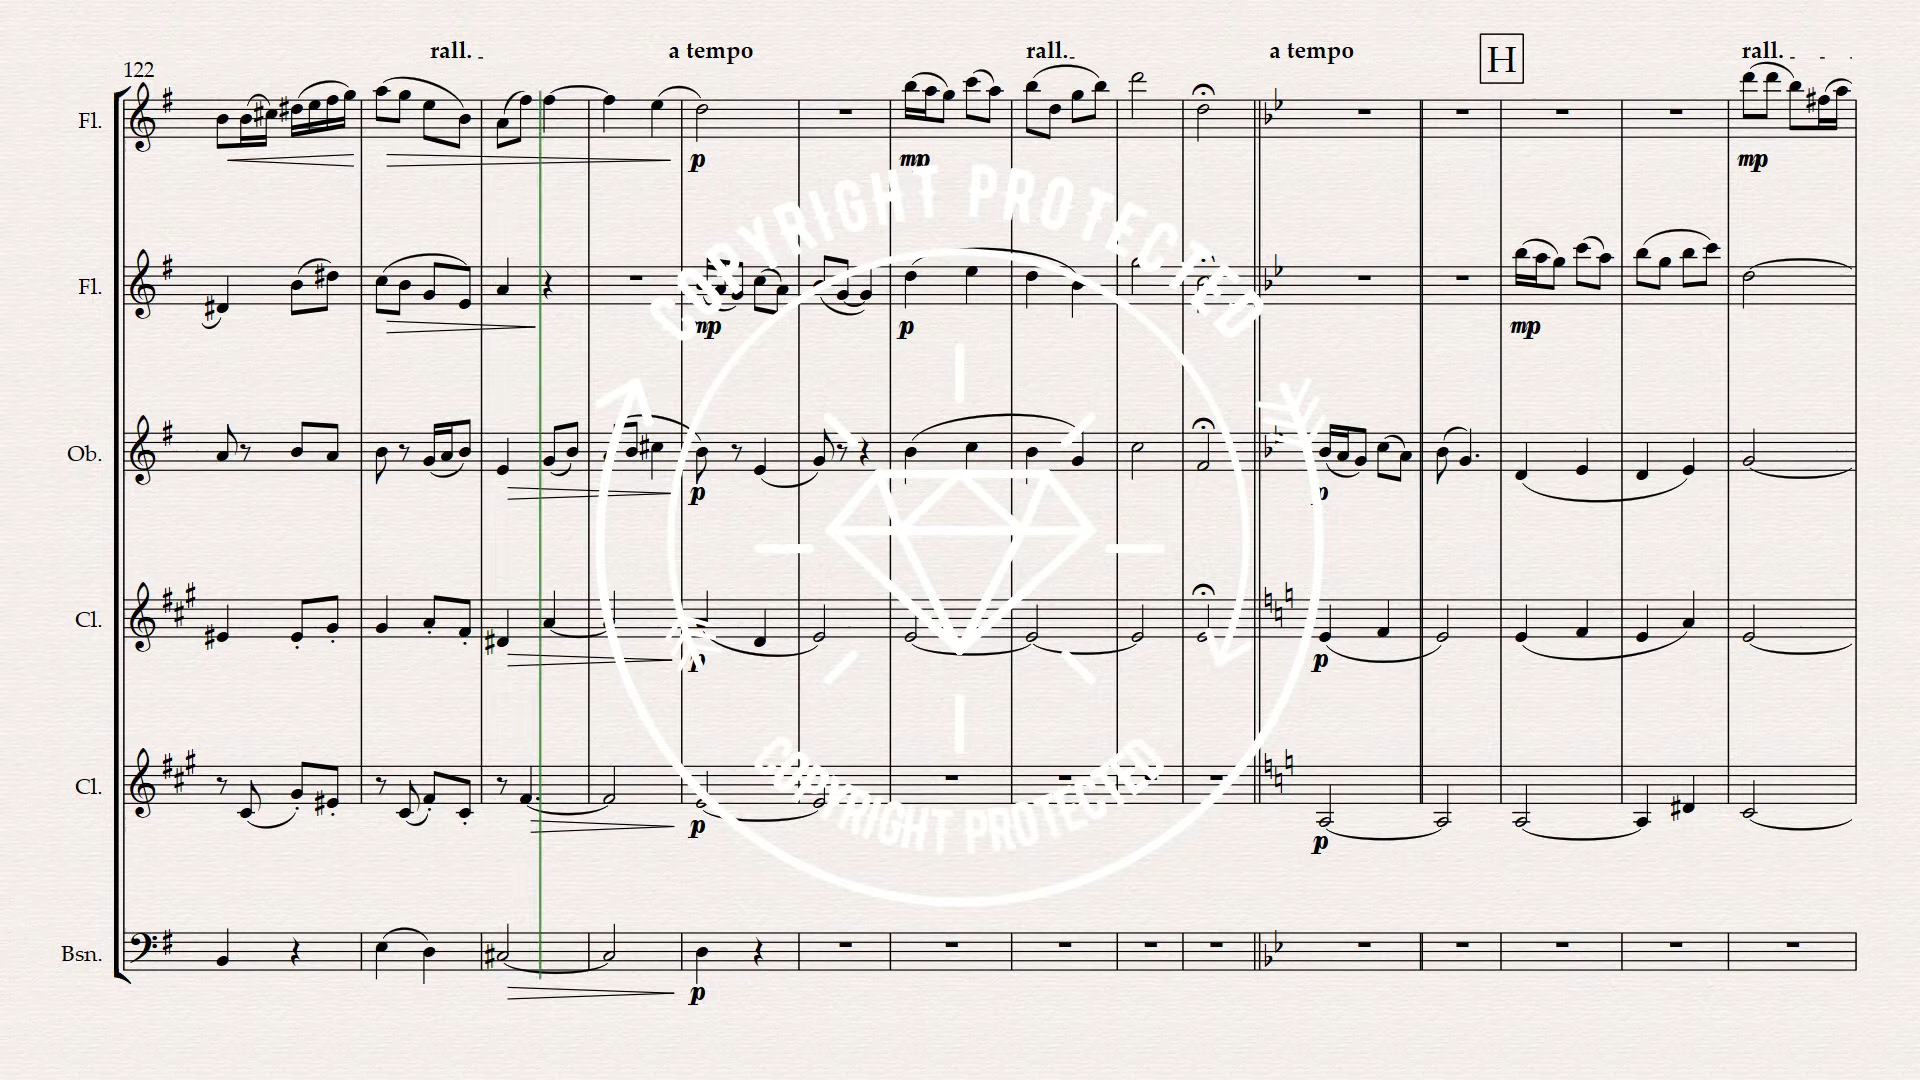 rall. a tempo rall. a tempo H rall.
122
Fl.
p mp mp
COPYRIGHT PROTECTED
Fl.
mp p mp
Ob.
p p
Cl.
p p
COPYRIGHT PROTECTED
Cl.
p p
Bsn.
p